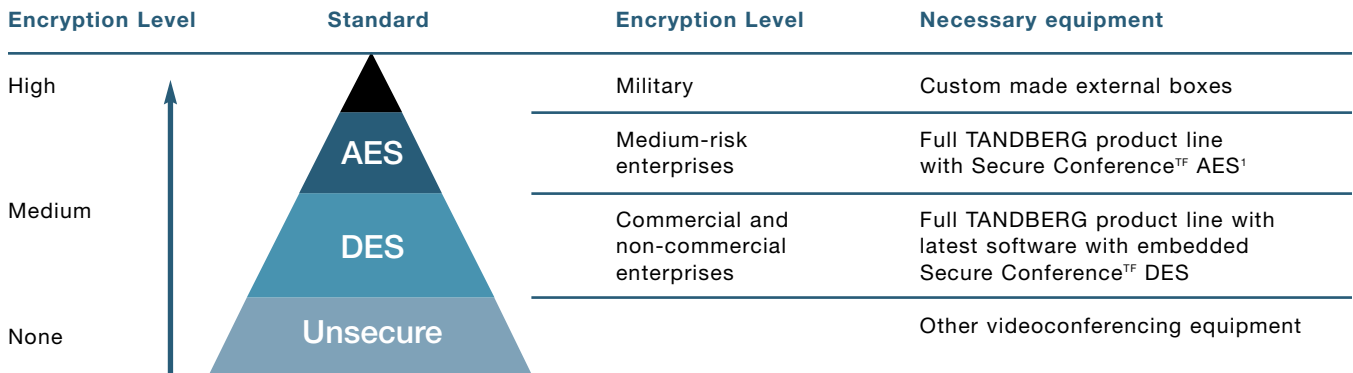 Encryption Level Standard Encryption Level Necessary equipment
High Military Custom made external boxes
AES Medium-risk enterprises Full TANDBERG product line
with Secure Conference™ᶠ AES¹
Medium
DES Commercial and
non-commercial
enterprises
Full TANDBERG product line with
latest software with embedded
Secure Conferenceᵀᶠ DES
None Unsecure Other videoconferencing equipment